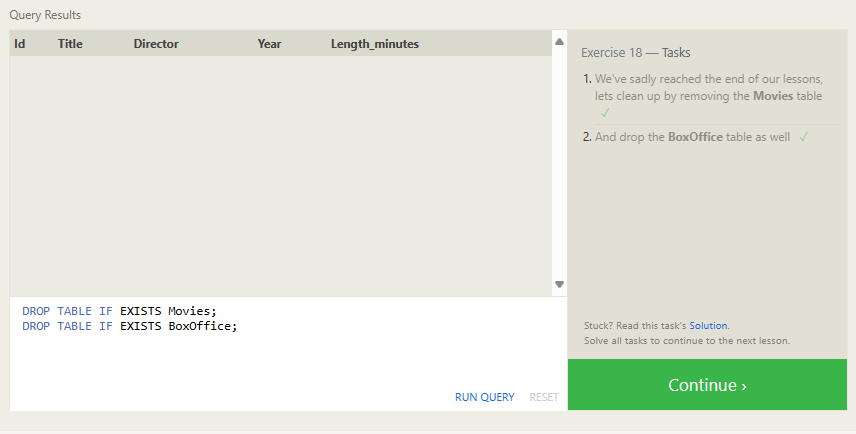 Query Results
Id Title Director Year Length_minutes
DROP TABLE IF EXISTS Movies;
DROP TABLE IF EXISTS BoxOffice;
RUN QUERY RESET
Exercise 18 — Tasks
1. We've sadly reached the end of our lessons,
lets clean up by removing the Movies table
✓
2. And drop the BoxOffice table as well ✓
Stuck? Read this task's Solution.
Solve all tasks to continue to the next lesson.
Continue ›